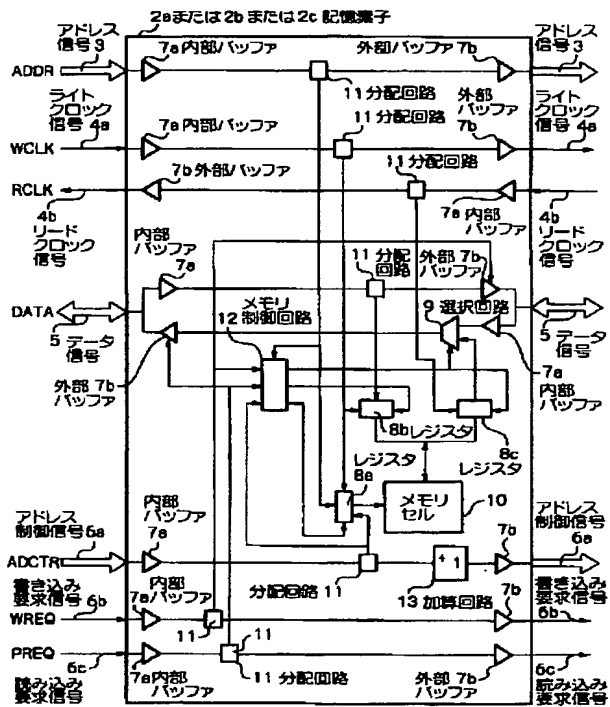 2aまたは2bまたは2c 記憶素子
アドレス
信号3
ADDR
7a 内部バッファ
外部バッファ 7b
アドレス
信号3
11 分配回路
ライト
クロック
信号
4a
WCLK
7a 内部バッファ
11 分配回路
外部
バッファ
7b
ライト
クロック
信号
4a
RCLK
7b 外部バッファ
11 分配回路
7a
内部
バッファ
4b
リード
クロック
信号
4b
リード
クロック
信号
内部
バッファ
7a
11 分配
回路
外部 7b
バッファ
DATA
5 データ
信号
メモリ
12 制御回路
9 選択回路
5
データ
信号
外部 7b
バッファ
7a
内部
バッファ
8b レジスタ
8c
レジスタ
レジスタ
8a
メモリ
セル
10
アドレス
制御信号 6a
ADCTR
内部
バッファ
7a
分配回路 11
+ 1
13 加算回路
7b
アドレス
制御信号
6a
書き込み
要求信号
6b
WREQ
7a
内部
バッファ
11
7b
書き込み
要求信号
6b
PREQ
6c
読み込み
要求信号
7a 内部
バッファ
11
11 分配回路
外部 7b
バッファ
6c
読み込み
要求信号